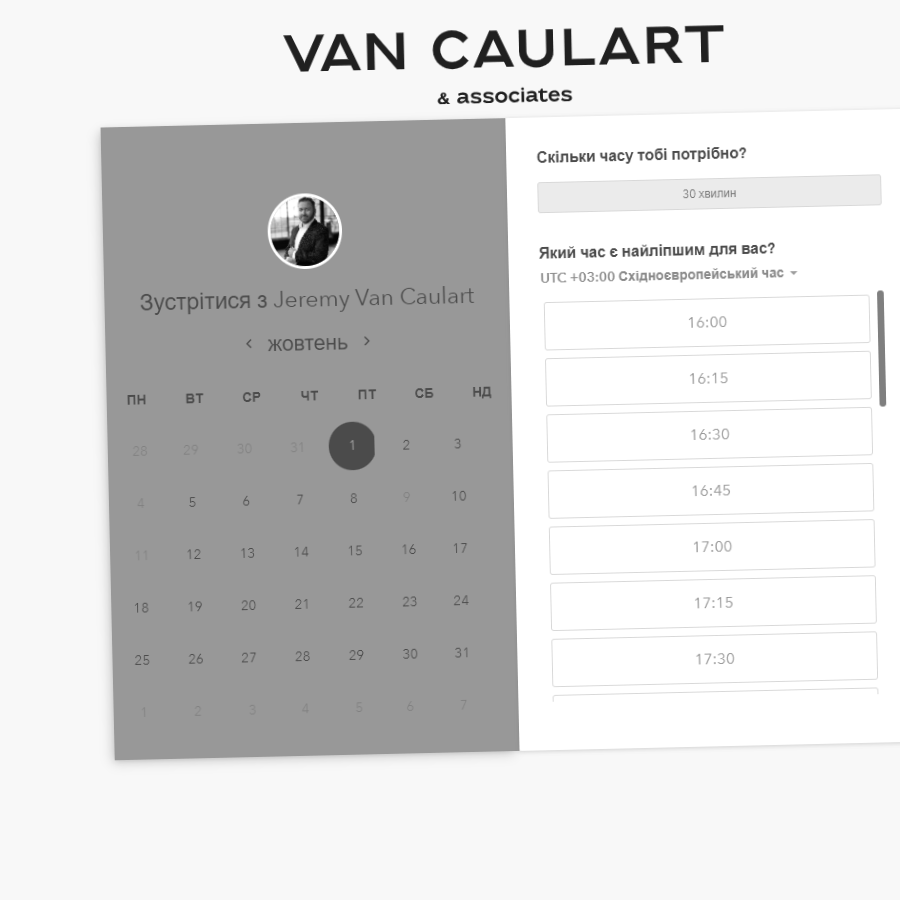 VAN CAULART
& associates
Зустрітися з Jeremy Van Caulart
‹ жовтень ›
ПН ВТ СР ЧТ ПТ СБ НД
28 29 30 31 1 2 3
4 5 6 7 8 9 10
11 12 13 14 15 16 17
18 19 20 21 22 23 24
25 26 27 28 29 30 31
1 2 3 4 5 6 7
Скільки часу тобі потрібно?
30 хвилин
Який час є найліпшим для вас?
UTC +03:00 Східноєвропейський час
16:00
16:15
16:30
16:45
17:00
17:15
17:30